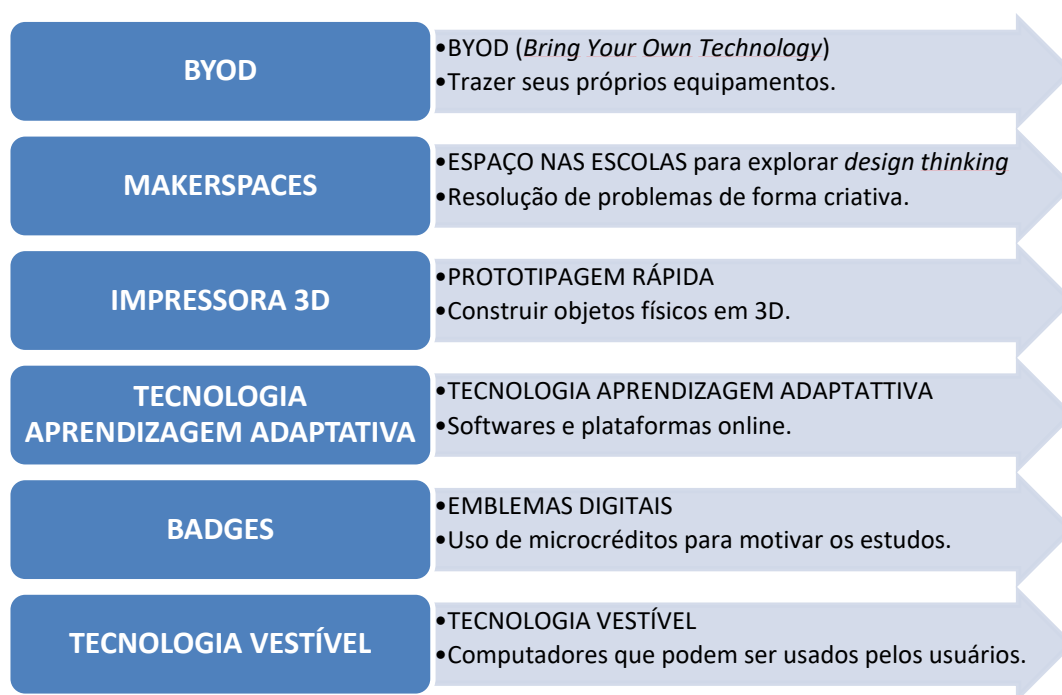 BYOD
•BYOD (Bring Your Own Technology)
•Trazer seus próprios equipamentos.
MAKERSPACES
•ESPAÇO NAS ESCOLAS para explorar design thinking
•Resolução de problemas de forma criativa.
IMPRESSORA 3D
•PROTOTIPAGEM RÁPIDA
•Construir objetos físicos em 3D.
TECNOLOGIA
APRENDIZAGEM ADAPTATIVA
•TECNOLOGIA APRENDIZAGEM ADAPTATTIVA
•Softwares e plataformas online.
BADGES
•EMBLEMAS DIGITAIS
•Uso de microcréditos para motivar os estudos.
TECNOLOGIA VESTÍVEL
•TECNOLOGIA VESTÍVEL
•Computadores que podem ser usados pelos usuários.